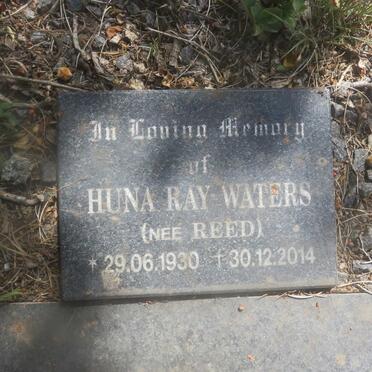 In Loving Memory
of
HUNA RAY WATERS
(NEE REED)
* 29.06.1930 † 30.12.2014